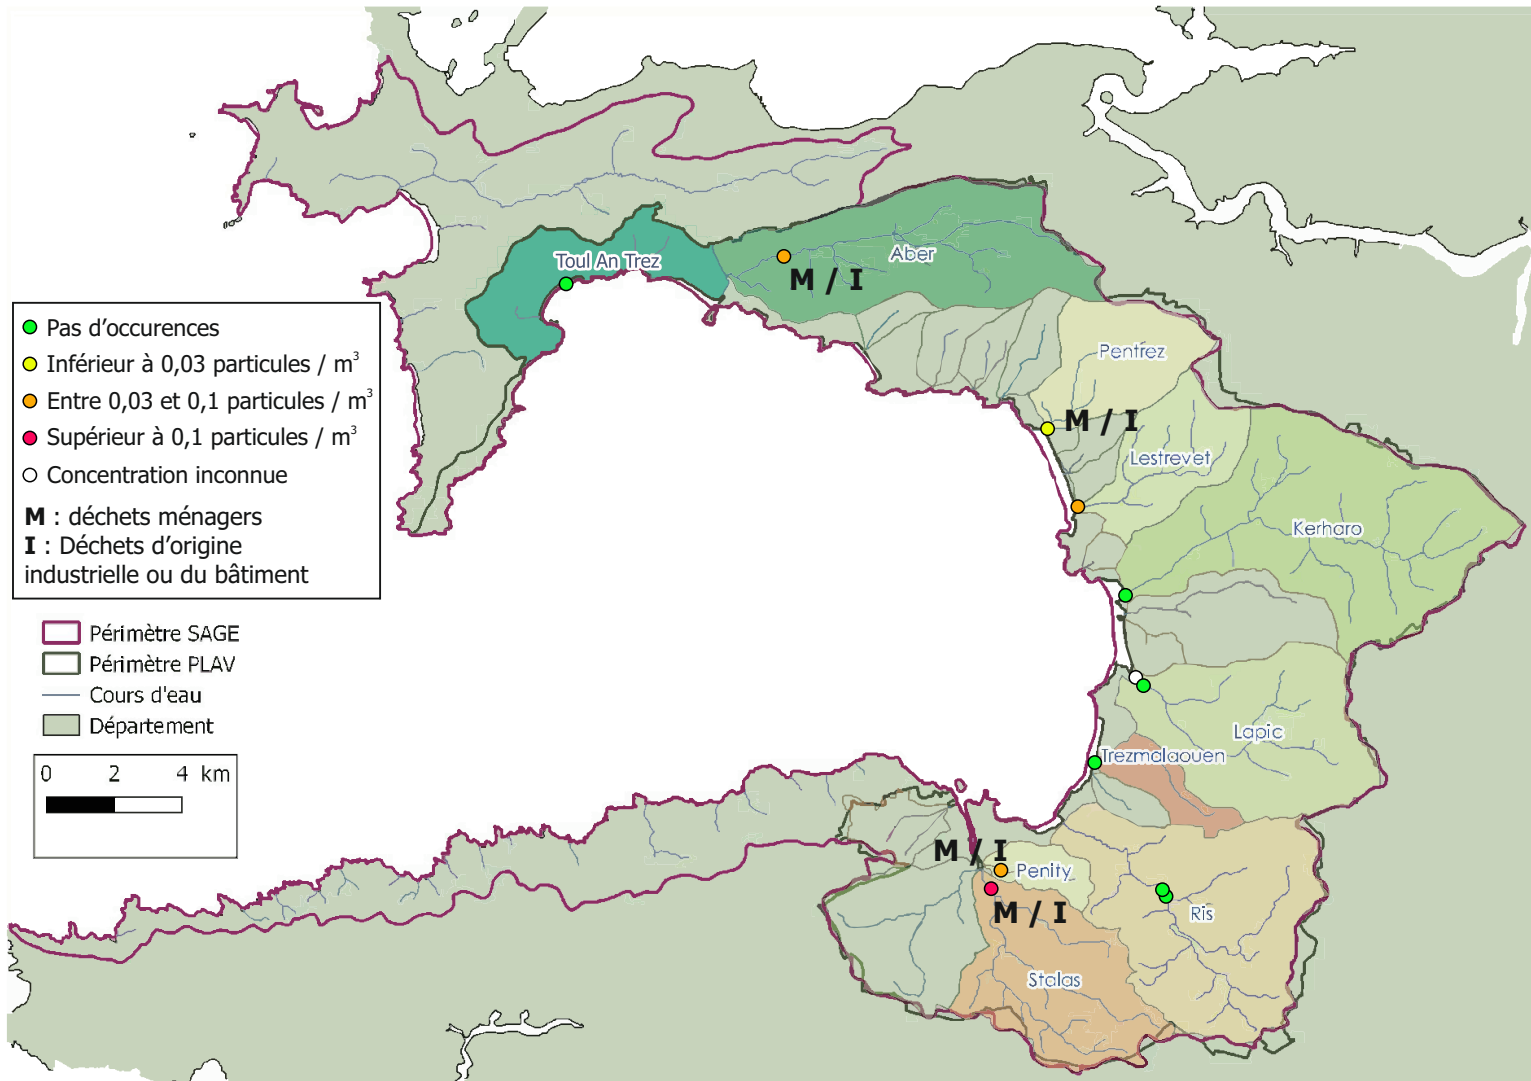 Toul An Trez
Aber
M / I
Pas d’occurences
Inférieur à 0,03 particules / m³
Entre 0,03 et 0,1 particules / m³
Supérieur à 0,1 particules / m³
Concentration inconnue
M : déchets ménagers
I : Déchets d’origine
industrielle ou du bâtiment
Pentrez
M / I
Lestrevet
Kerharo
Périmètre SAGE
Périmètre PLAV
Cours d'eau
Département
0 2 4 km
Lapic
Trezmalaouen
M / I
Penity
Ris
M / I
Stalas